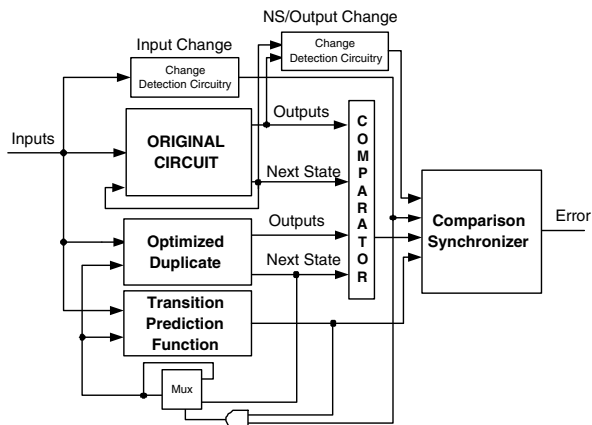 NS/Output Change
Input Change
Change
Detection Circuitry
Change
Detection Circuitry
Inputs
ORIGINAL
CIRCUIT
Outputs
Next State
COMPARATOR
Optimized
Duplicate
Outputs
Next State
Transition
Prediction
Function
Mux
Comparison
Synchronizer
Error